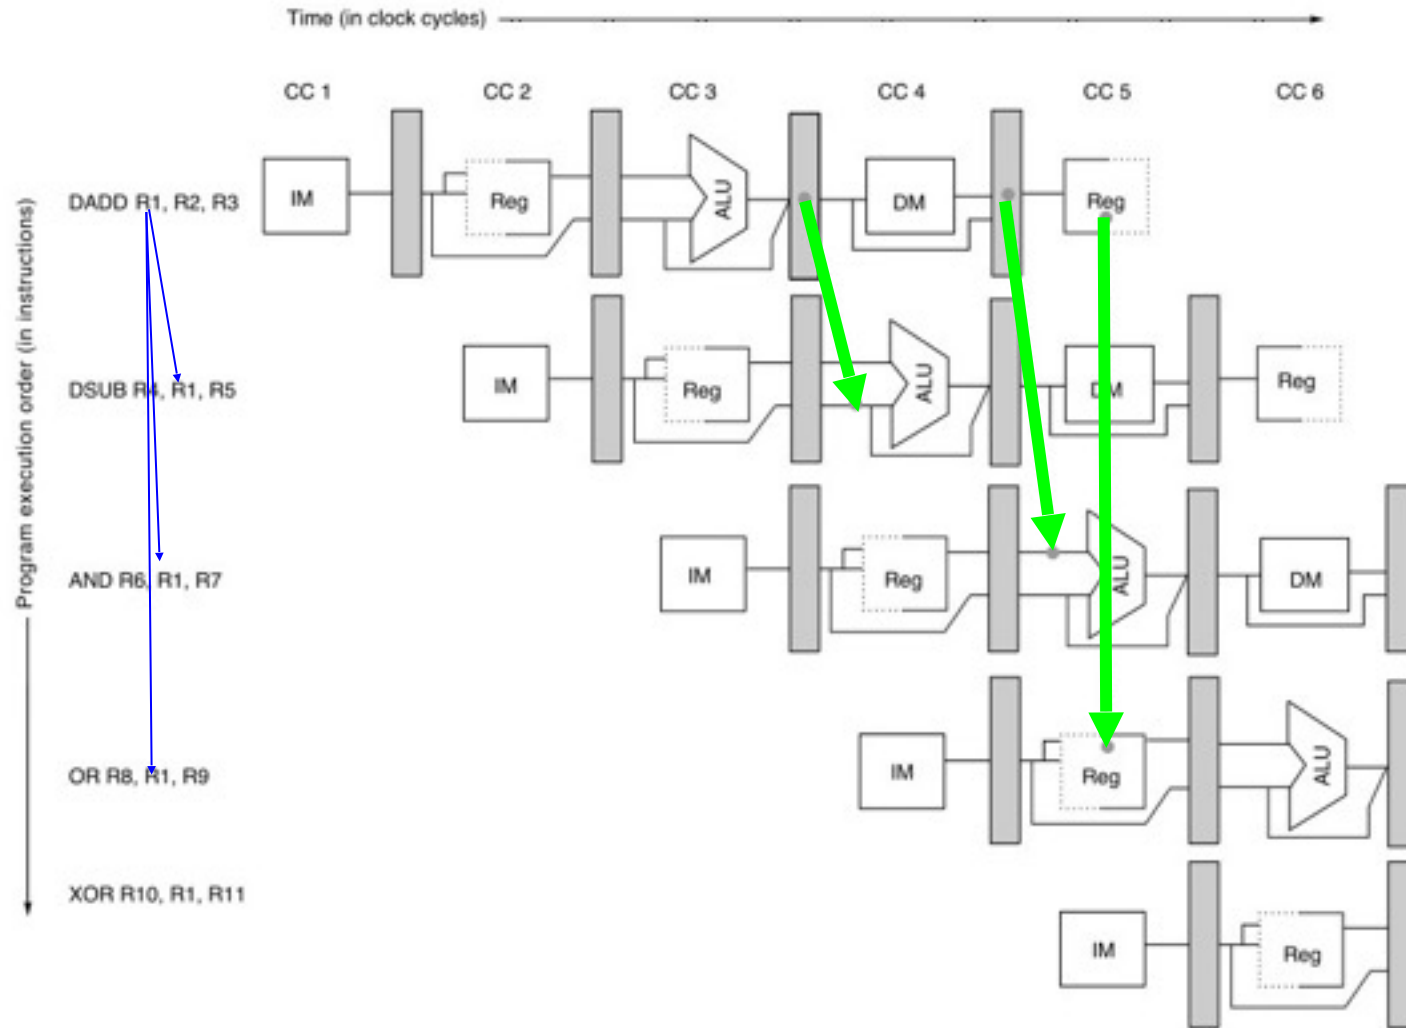 Time (in clock cycles)
CC 1 CC 2 CC 3 CC 4 CC 5 CC 6
Program execution order (in instructions)
DADD R1, R2, R3 IM Reg ALU DM Reg
DSUB R4, R1, R5 IM Reg ALU DM Reg
AND R6, R1, R7 IM Reg ALU DM
OR R8, R1, R9 IM Reg ALU
XOR R10, R1, R11
IM Reg